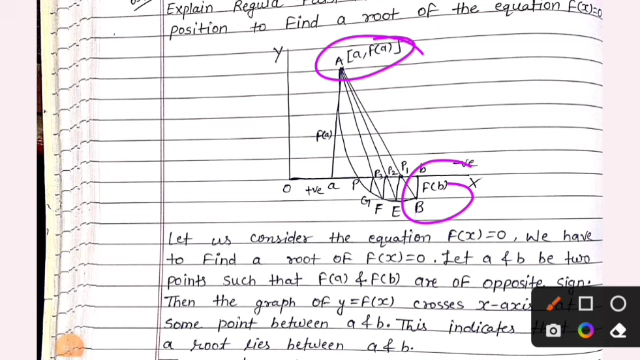 Explain Regula
position to find a root of the equation F(x)=0
Y
A [a, F(a)]
F(a)
O +ve a P P3 P2 P1 b -ve X
F(b)
G F E B
Let us consider the equation F(x)=0, We have
to find a root of F(x)=0. Let a & b be two
points such that F(a) & F(b) are of opposite sign.
Then the graph of y=F(x) crosses x-axis at
some point between a & b. This indicates
a root lies between a & b.